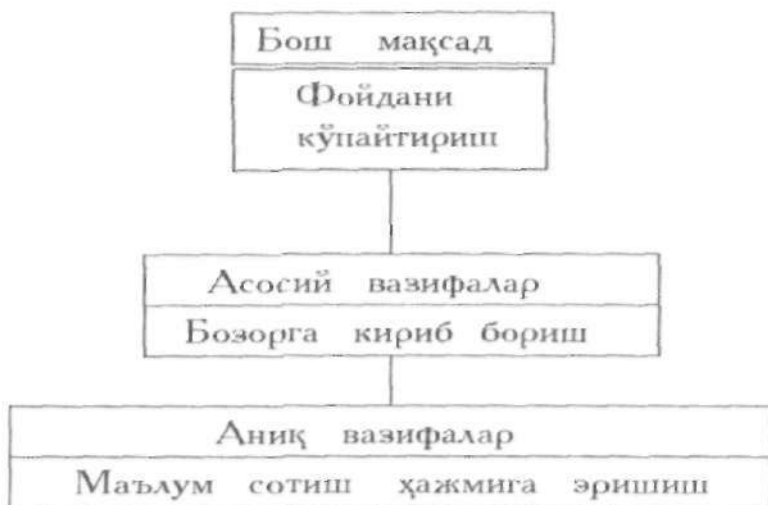 Бош мақсад
Фойдани
кўпайтириш
Асосий вазифалар
Бозорга кириб бориш
Аниқ вазифалар
Маълум сотиш ҳажмига эришиш